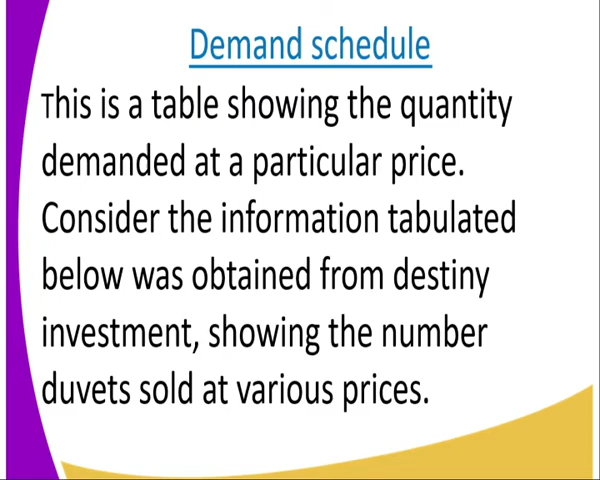 Demand schedule
This is a table showing the quantity
demanded at a particular price.
Consider the information tabulated
below was obtained from destiny
investment, showing the number
duvets sold at various prices.